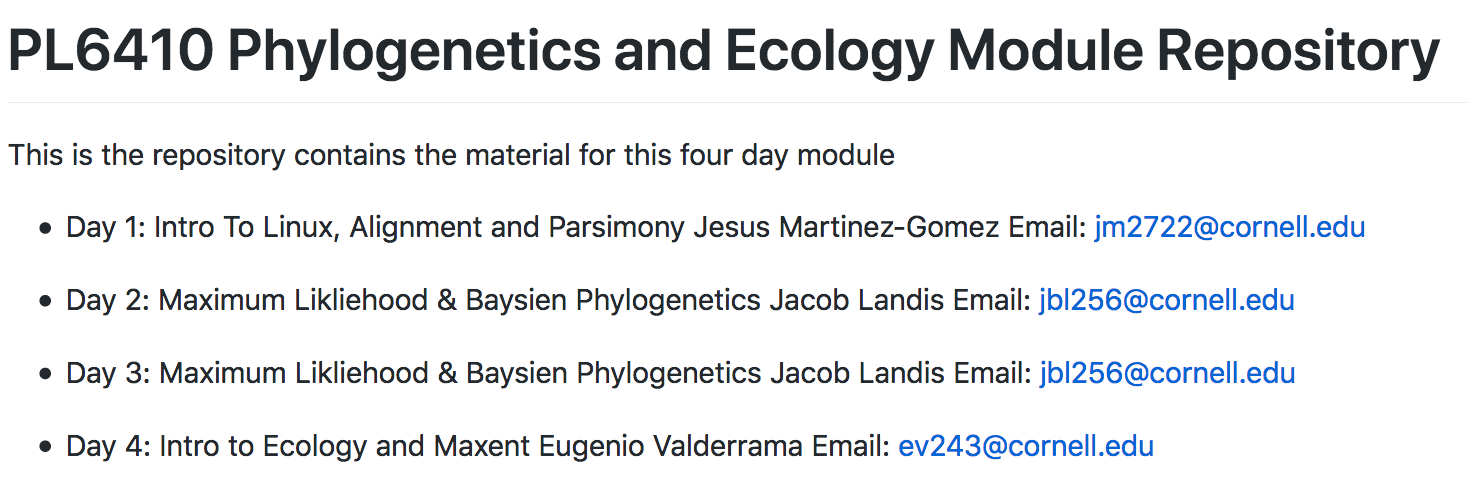 PL6410 Phylogenetics and Ecology Module Repository
This is the repository contains the material for this four day module
• Day 1: Intro To Linux, Alignment and Parsimony Jesus Martinez-Gomez Email: jm2722@cornell.edu
• Day 2: Maximum Likliehood & Baysien Phylogenetics Jacob Landis Email: jbl256@cornell.edu
• Day 3: Maximum Likliehood & Baysien Phylogenetics Jacob Landis Email: jbl256@cornell.edu
• Day 4: Intro to Ecology and Maxent Eugenio Valderrama Email: ev243@cornell.edu